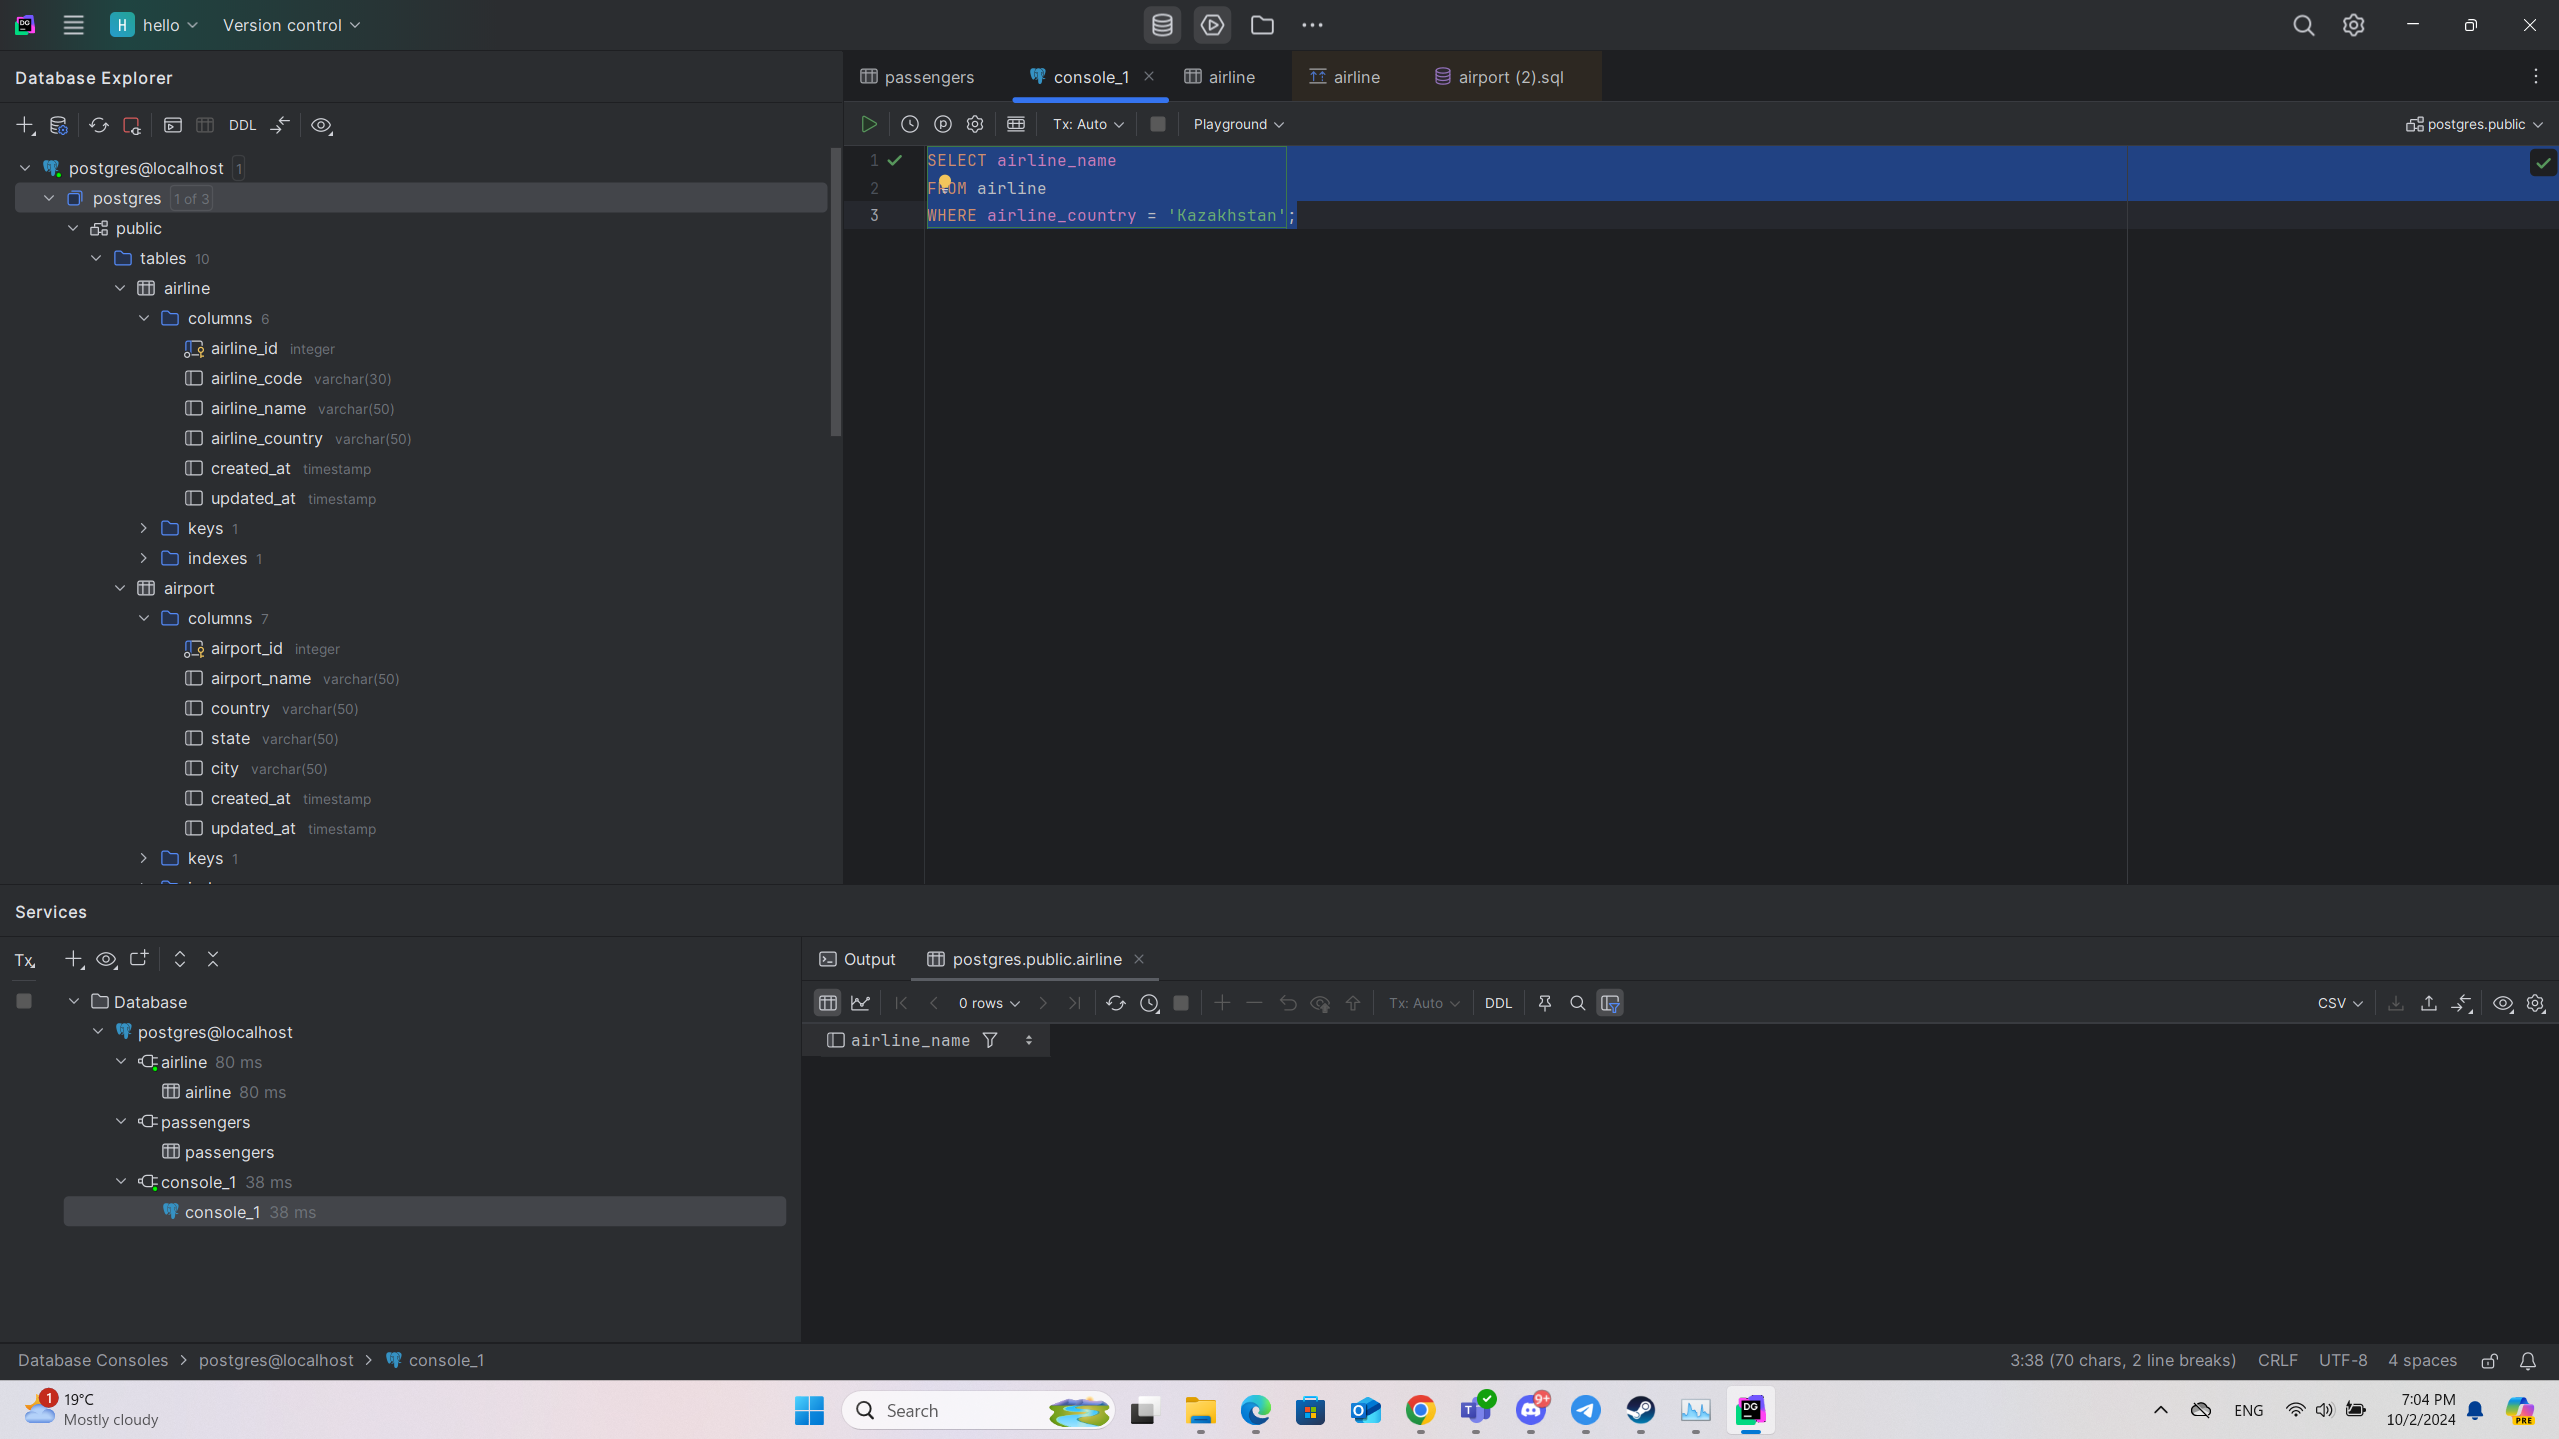 H hello Version control
Database Explorer
DDL
postgres@localhost 1
postgres 1 of 3
public
tables 10
airline
columns 6
airline_id integer
airline_code varchar(30)
airline_name varchar(50)
airline_country varchar(50)
created_at timestamp
updated_at timestamp
keys 1
indexes 1
airport
columns 7
airport_id integer
airport_name varchar(50)
country varchar(50)
state varchar(50)
city varchar(50)
created_at timestamp
updated_at timestamp
keys 1
passengers console_1 airline airline airport (2).sql
Tx: Auto Playground postgres.public
1 SELECT airline_name
2 FROM airline
3 WHERE airline_country = 'Kazakhstan';
Services
Tx
Database
postgres@localhost
airline 80 ms
airline 80 ms
passengers
passengers
console_1 38 ms
console_1 38 ms
Output postgres.public.airline
0 rows Tx: Auto DDL CSV
airline_name
Database Consoles postgres@localhost console_1
3:38 (70 chars, 2 line breaks) CRLF UTF-8 4 spaces
1 19°C
Mostly cloudy
Search
9+
DG
ENG
7:04 PM
10/2/2024
PRE